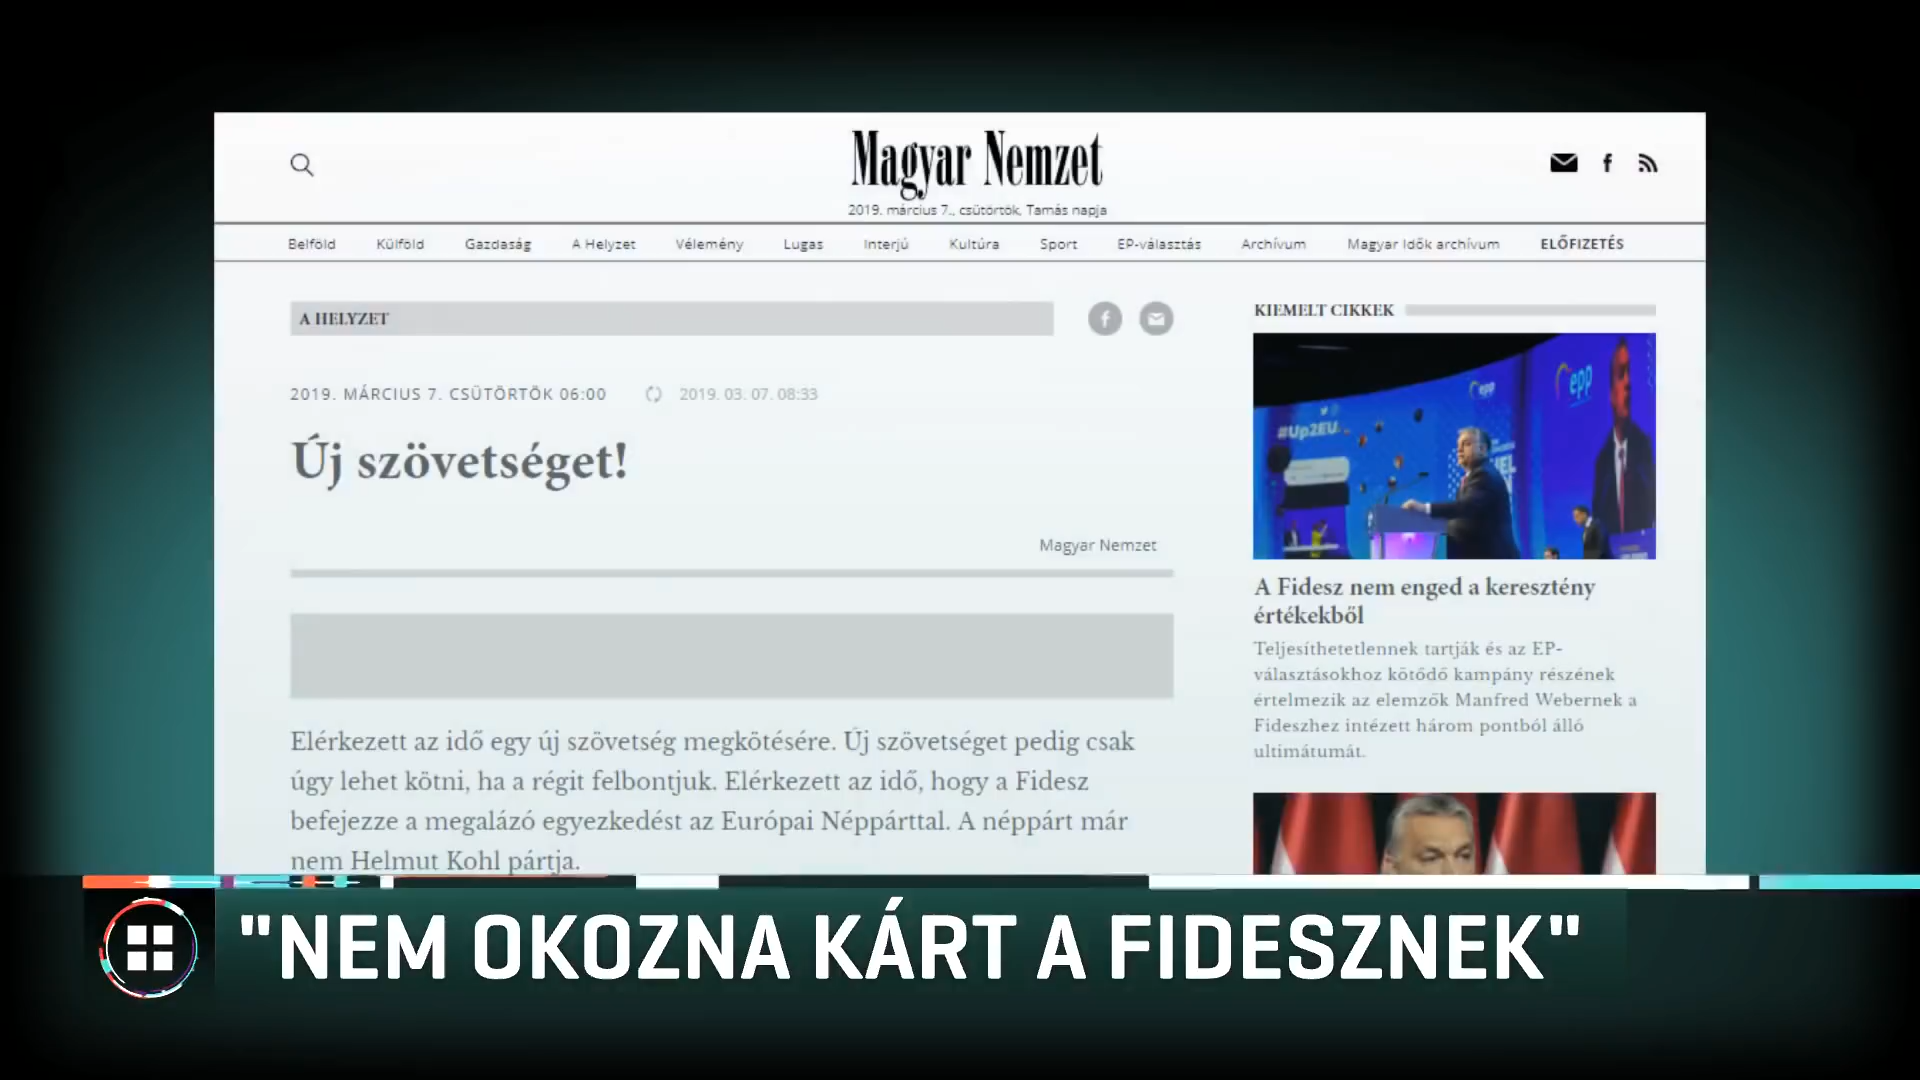 Magyar Nemzet
2019. március 7., csütörtök, Tamás napja
Belföld Külföld Gazdaság A Helyzet Vélemény Lugas Interjú Kultúra Sport EP-választás Archívum Magyar Idők archívum ELŐFIZETÉS
A HELYZET
2019. MÁRCIUS 7. CSÜTÖRTÖK 06:00 2019. 03. 07. 08:33
Új szövetséget!
Magyar Nemzet
Elérkezett az idő egy új szövetség megkötésére. Új szövetséget pedig csak
úgy lehet kötni, ha a régit felbontjuk. Elérkezett az idő, hogy a Fidesz
befejezze a megalázó egyezkedést az Európai Néppárttal. A néppárt már
nem Helmut Kohl pártja.
KIEMELT CIKKEK
epp
epp
#Up2EU
A Fidesz nem enged a keresztény
értékekből
Teljesíthetetlennek tartják és az EP-
választásokhoz kötődő kampány részének
értelmezik az elemzők Manfred Webernek a
Fideszhez intézett három pontból álló
ultimátumát.
"NEM OKOZNA KÁRT A FIDESZNEK"